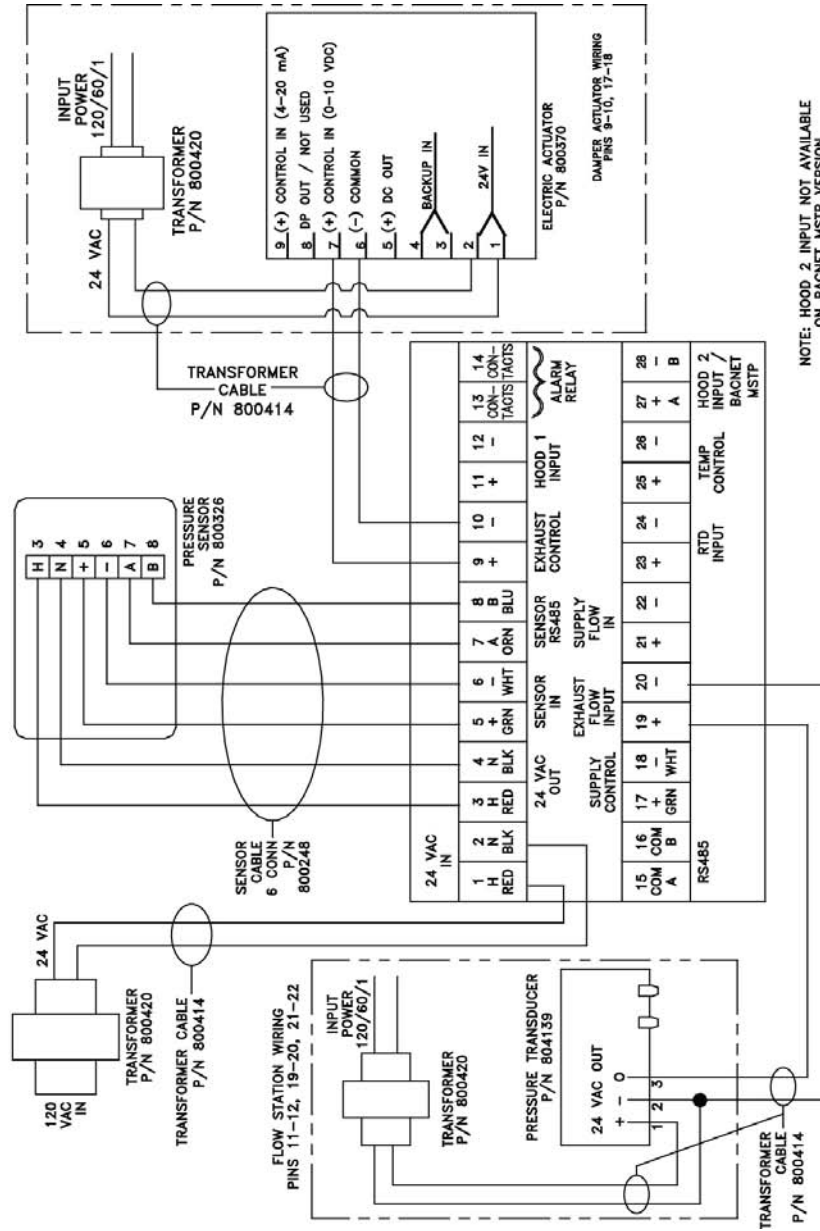 120
VAC
IN
24 VAC
TRANSFORMER
P/N 800420
TRANSFORMER CABLE
P/N 800414
SENSOR
CABLE
6 CONN
P/N
800248
H 3
N 4
+ 5
- 6
A 7
B 8
PRESSURE
SENSOR
P/N 800326
TRANSFORMER
CABLE
P/N 800414
INPUT
POWER
120/60/1
TRANSFORMER
P/N 800420
24 VAC
9 (+) CONTROL IN (4-20 mA)
8 DP OUT / NOT USED
7 (+) CONTROL IN (0-10 VDC)
6 (-) COMMON
5 (+) DC OUT
4
3
BACKUP IN
2
1
24V IN
ELECTRIC ACTUATOR
P/N 800370
DAMPER ACTUATOR WIRING
PINS 9-10, 17-18
FLOW STATION WIRING
PINS 11-12, 19-20, 21-22
INPUT
POWER
120/60/1
TRANSFORMER
P/N 800420
PRESSURE TRANSDUCER
P/N 804139
24 VAC OUT
+ - O
1 2 3
TRANSFORMER
CABLE
P/N 800414
24 VAC
IN
1 2 3 4 5 6 7 8 9 10 11 12 13 14
H N H N + - A B + - + - CON- CON-
TACTS TACTS
RED BLK RED BLK GRN WHT ORN BLU
24 VAC
OUT
SENSOR
IN
SENSOR
RS485
EXHAUST
CONTROL
HOOD 1
INPUT
ALARM
RELAY
SUPPLY
CONTROL
EXHAUST
FLOW
INPUT
SUPPLY
FLOW
IN
15 16 17 18 19 20 21 22 23 24 25 26 27 28
COM COM + - + - + - + - + - + -
A B GRN WHT A B
RS485
RTD
INPUT
TEMP
CONTROL
HOOD 2
INPUT /
BACNET
MSTP
NOTE: HOOD 2 INPUT NOT AVAILABLE
ON BACNET MSTP VERSION